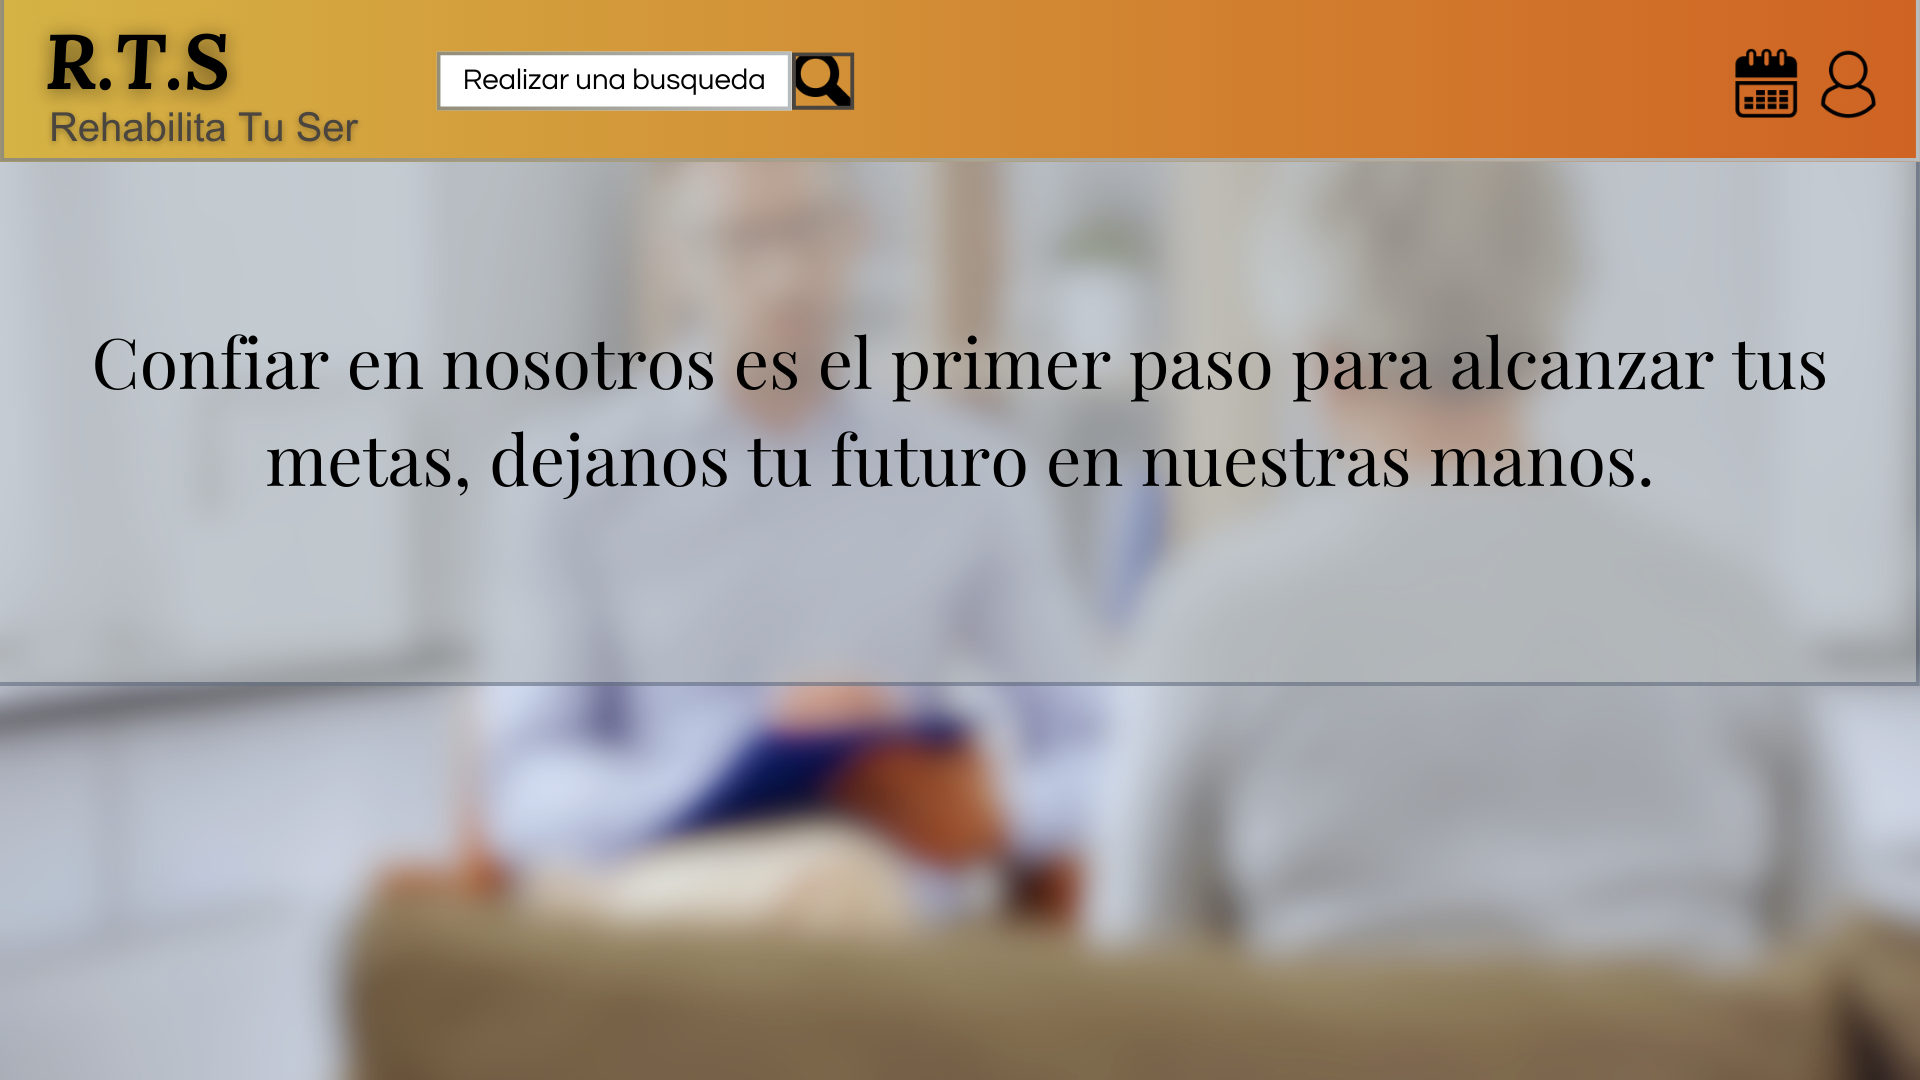 R.T.S
Rehabilita Tu Ser
Realizar una busqueda
Confiar en nosotros es el primer paso para alcanzar tus
metas, dejanos tu futuro en nuestras manos.